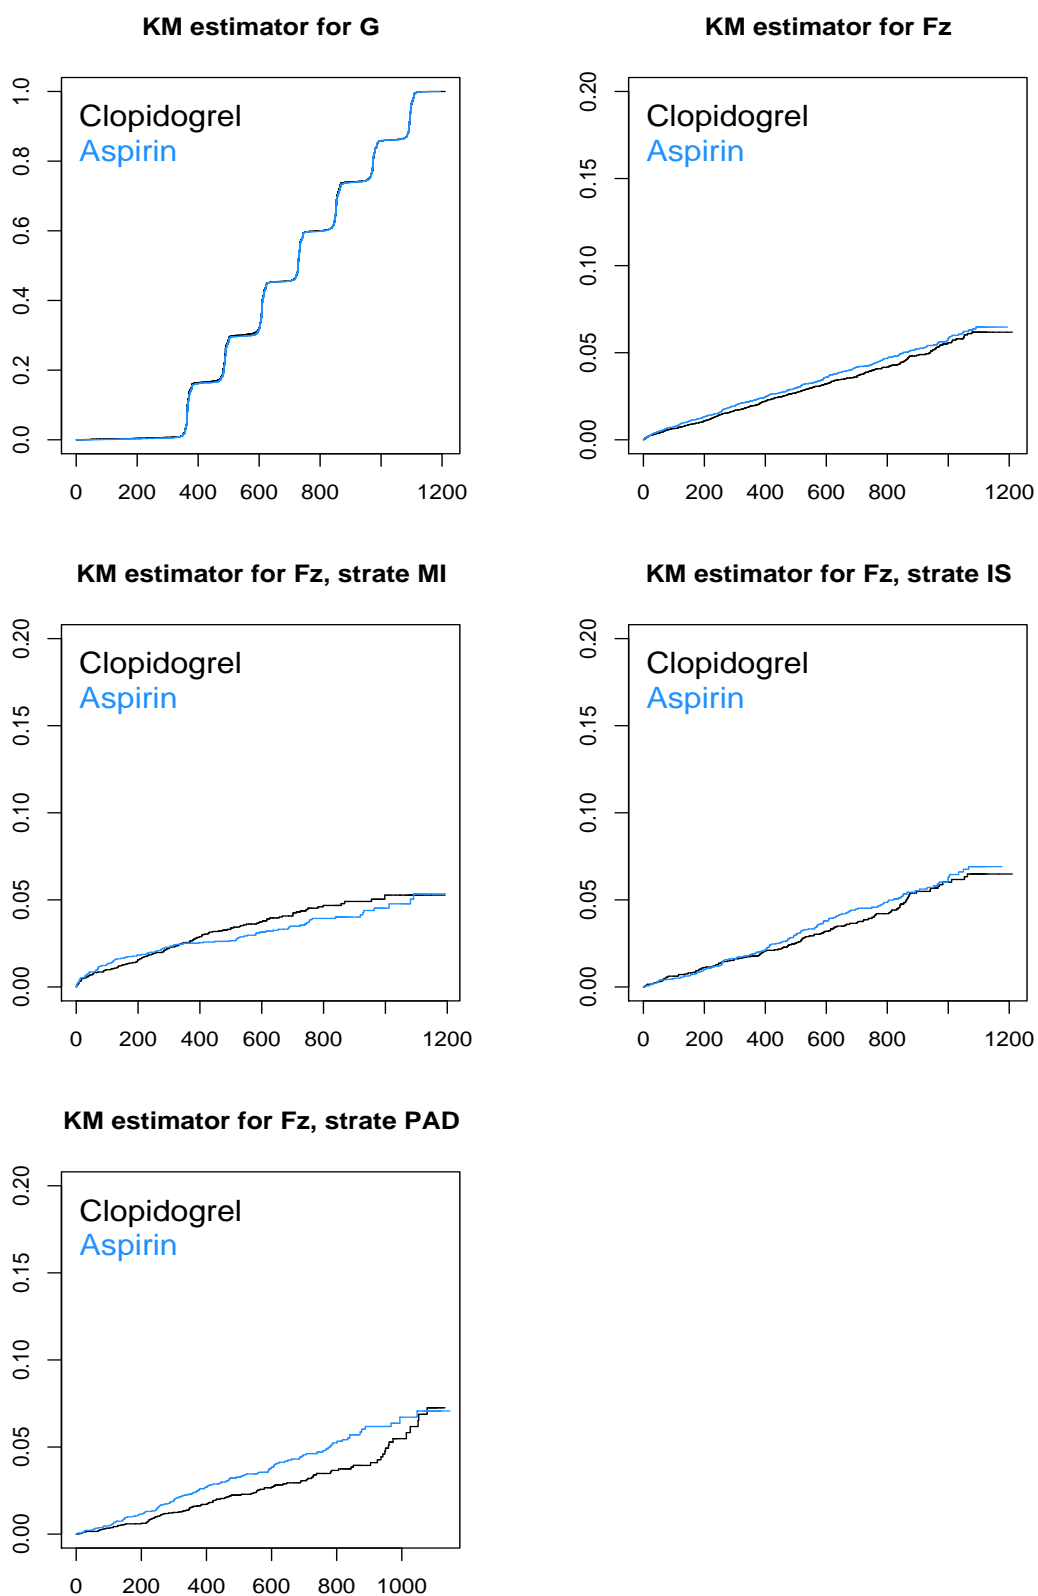 KM estimator for G
Clopidogrel
Aspirin
0.0 0.2 0.4 0.6 0.8 1.0
0 200 400 600 800 1200
KM estimator for Fz
Clopidogrel
Aspirin
0.00 0.05 0.10 0.15 0.20
0 200 400 600 800 1200
KM estimator for Fz, strate MI
Clopidogrel
Aspirin
0.00 0.05 0.10 0.15 0.20
0 200 400 600 800 1200
KM estimator for Fz, strate IS
Clopidogrel
Aspirin
0.00 0.05 0.10 0.15 0.20
0 200 400 600 800 1200
KM estimator for Fz, strate PAD
Clopidogrel
Aspirin
0.00 0.05 0.10 0.15 0.20
0 200 400 600 800 1000